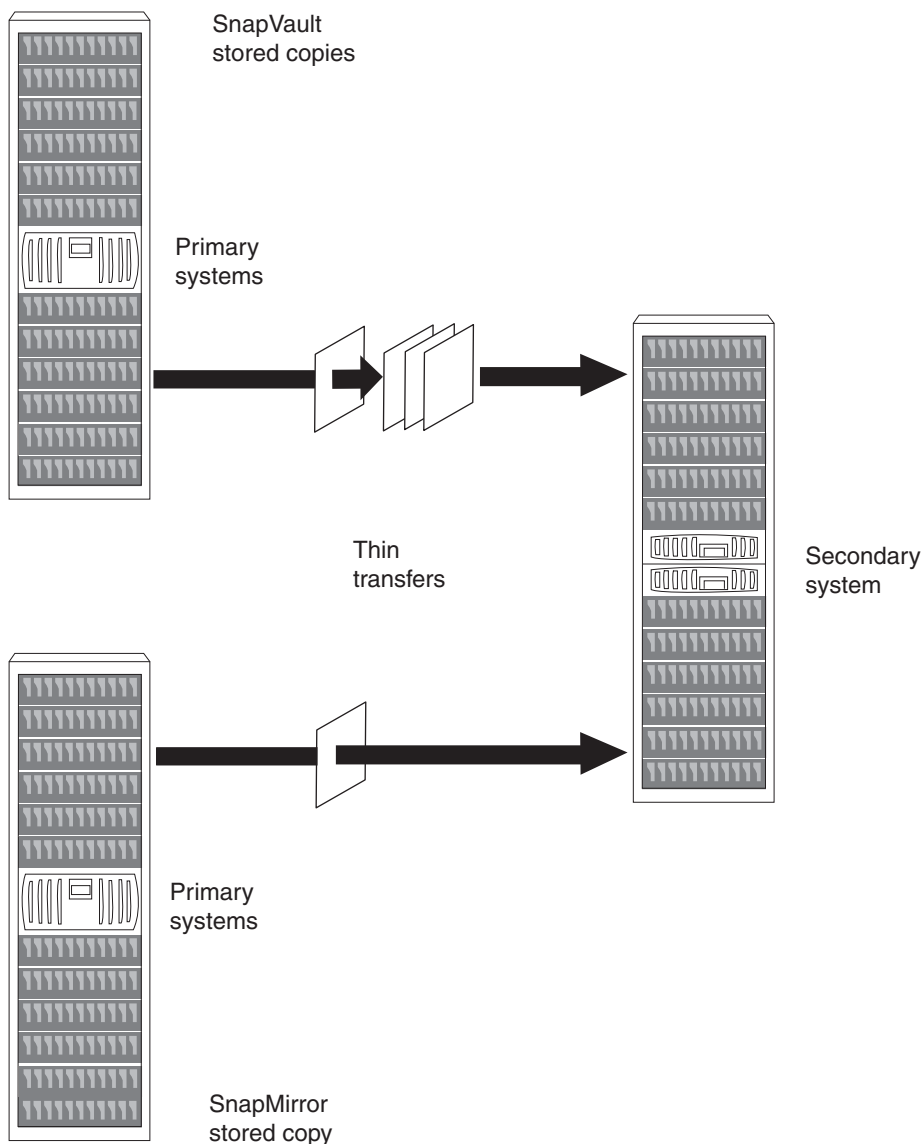 SnapVault
stored copies
Primary
systems
Thin
transfers
Secondary
system
Primary
systems
SnapMirror
stored copy